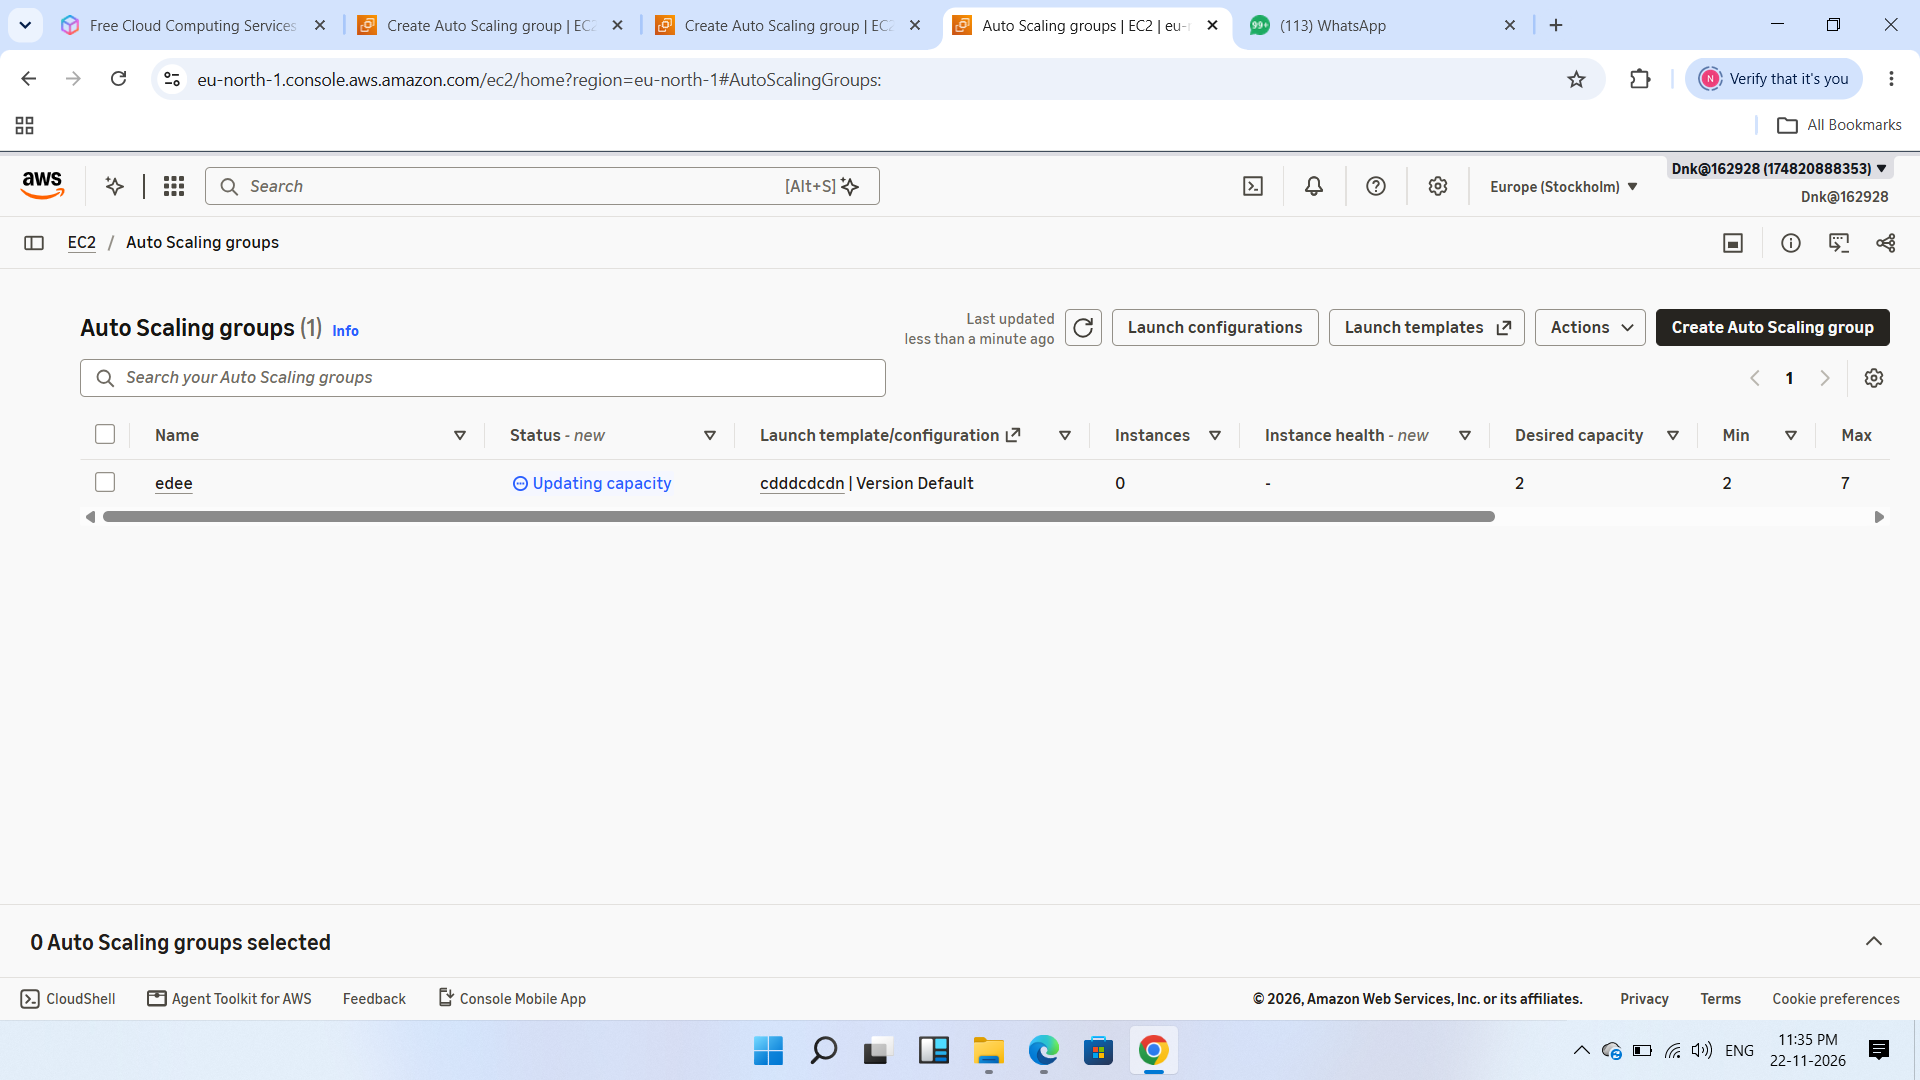 Free Cloud Computing Services
Create Auto Scaling group | EC2
Create Auto Scaling group | EC2
Auto Scaling groups | EC2 | eu-n
99+ (113) WhatsApp
eu-north-1.console.aws.amazon.com/ec2/home?region=eu-north-1#AutoScalingGroups:
N Verify that it's you
All Bookmarks
aws
Search [Alt+S]
Europe (Stockholm)
Dnk@162928 (174820888353)
Dnk@162928
EC2 / Auto Scaling groups
Auto Scaling groups (1) Info
Last updated
less than a minute ago
Launch configurations
Launch templates
Actions
Create Auto Scaling group
Search your Auto Scaling groups
1
Name Status - new Launch template/configuration Instances Instance health - new Desired capacity Min Max
edee Updating capacity cdddcdcdn | Version Default 0 - 2 2 7
0 Auto Scaling groups selected
CloudShell Agent Toolkit for AWS Feedback Console Mobile App © 2026, Amazon Web Services, Inc. or its affiliates. Privacy Terms Cookie preferences
ENG
11:35 PM
22-11-2026